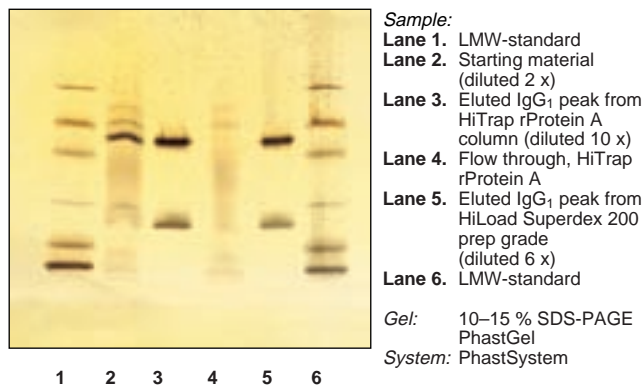 Sample:
Lane 1. LMW-standard
Lane 2. Starting material
(diluted 2 x)
Lane 3. Eluted IgG1 peak from
HiTrap rProtein A
column (diluted 10 x)
Lane 4. Flow through, HiTrap
rProtein A
Lane 5. Eluted IgG1 peak from
HiLoad Superdex 200
prep grade
(diluted 6 x)
Lane 6. LMW-standard
Gel: 10–15 % SDS-PAGE
PhastGel
System: PhastSystem
1 2 3 4 5 6